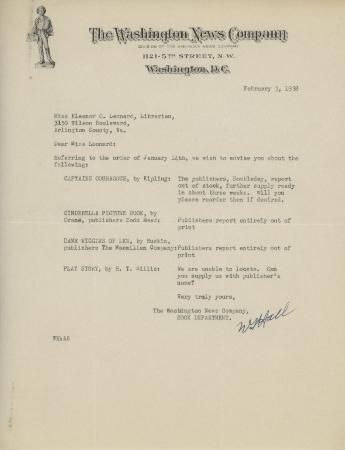 The Washington News Company
DIVISION OF THE AMERICAN NEWS COMPANY
1121-5TH STREET, N.W.
Washington, D.C.
February 3, 1938
Miss Eleanor C. Leonard, Librarian,
3150 Wilson Boulevard,
Arlington County, Va.
Dear Miss Leonard:
Referring to the order of January 14th, we wish to advise you about the
following:
CAPTAINS COURAGEOUS, by Kipling: The publishers, Doubleday, report
out of stock, further supply ready
in about three weeks. Will you
please reorder then if desired.
CINDERELLA PICTURE BOOK, by Publishers report entirely out of
Crane, publishers Dodd Mead: print
DAME WIGGINS OF LEE, by Ruskin,
publishers The Macmillan Company: Publishers report entirely out of
print
PLAY STORY, by H. T. Willis: We are unable to locate. Can
you supply us with publisher's
name?
Very truly yours,
The Washington News Company,
BOOK DEPARTMENT.